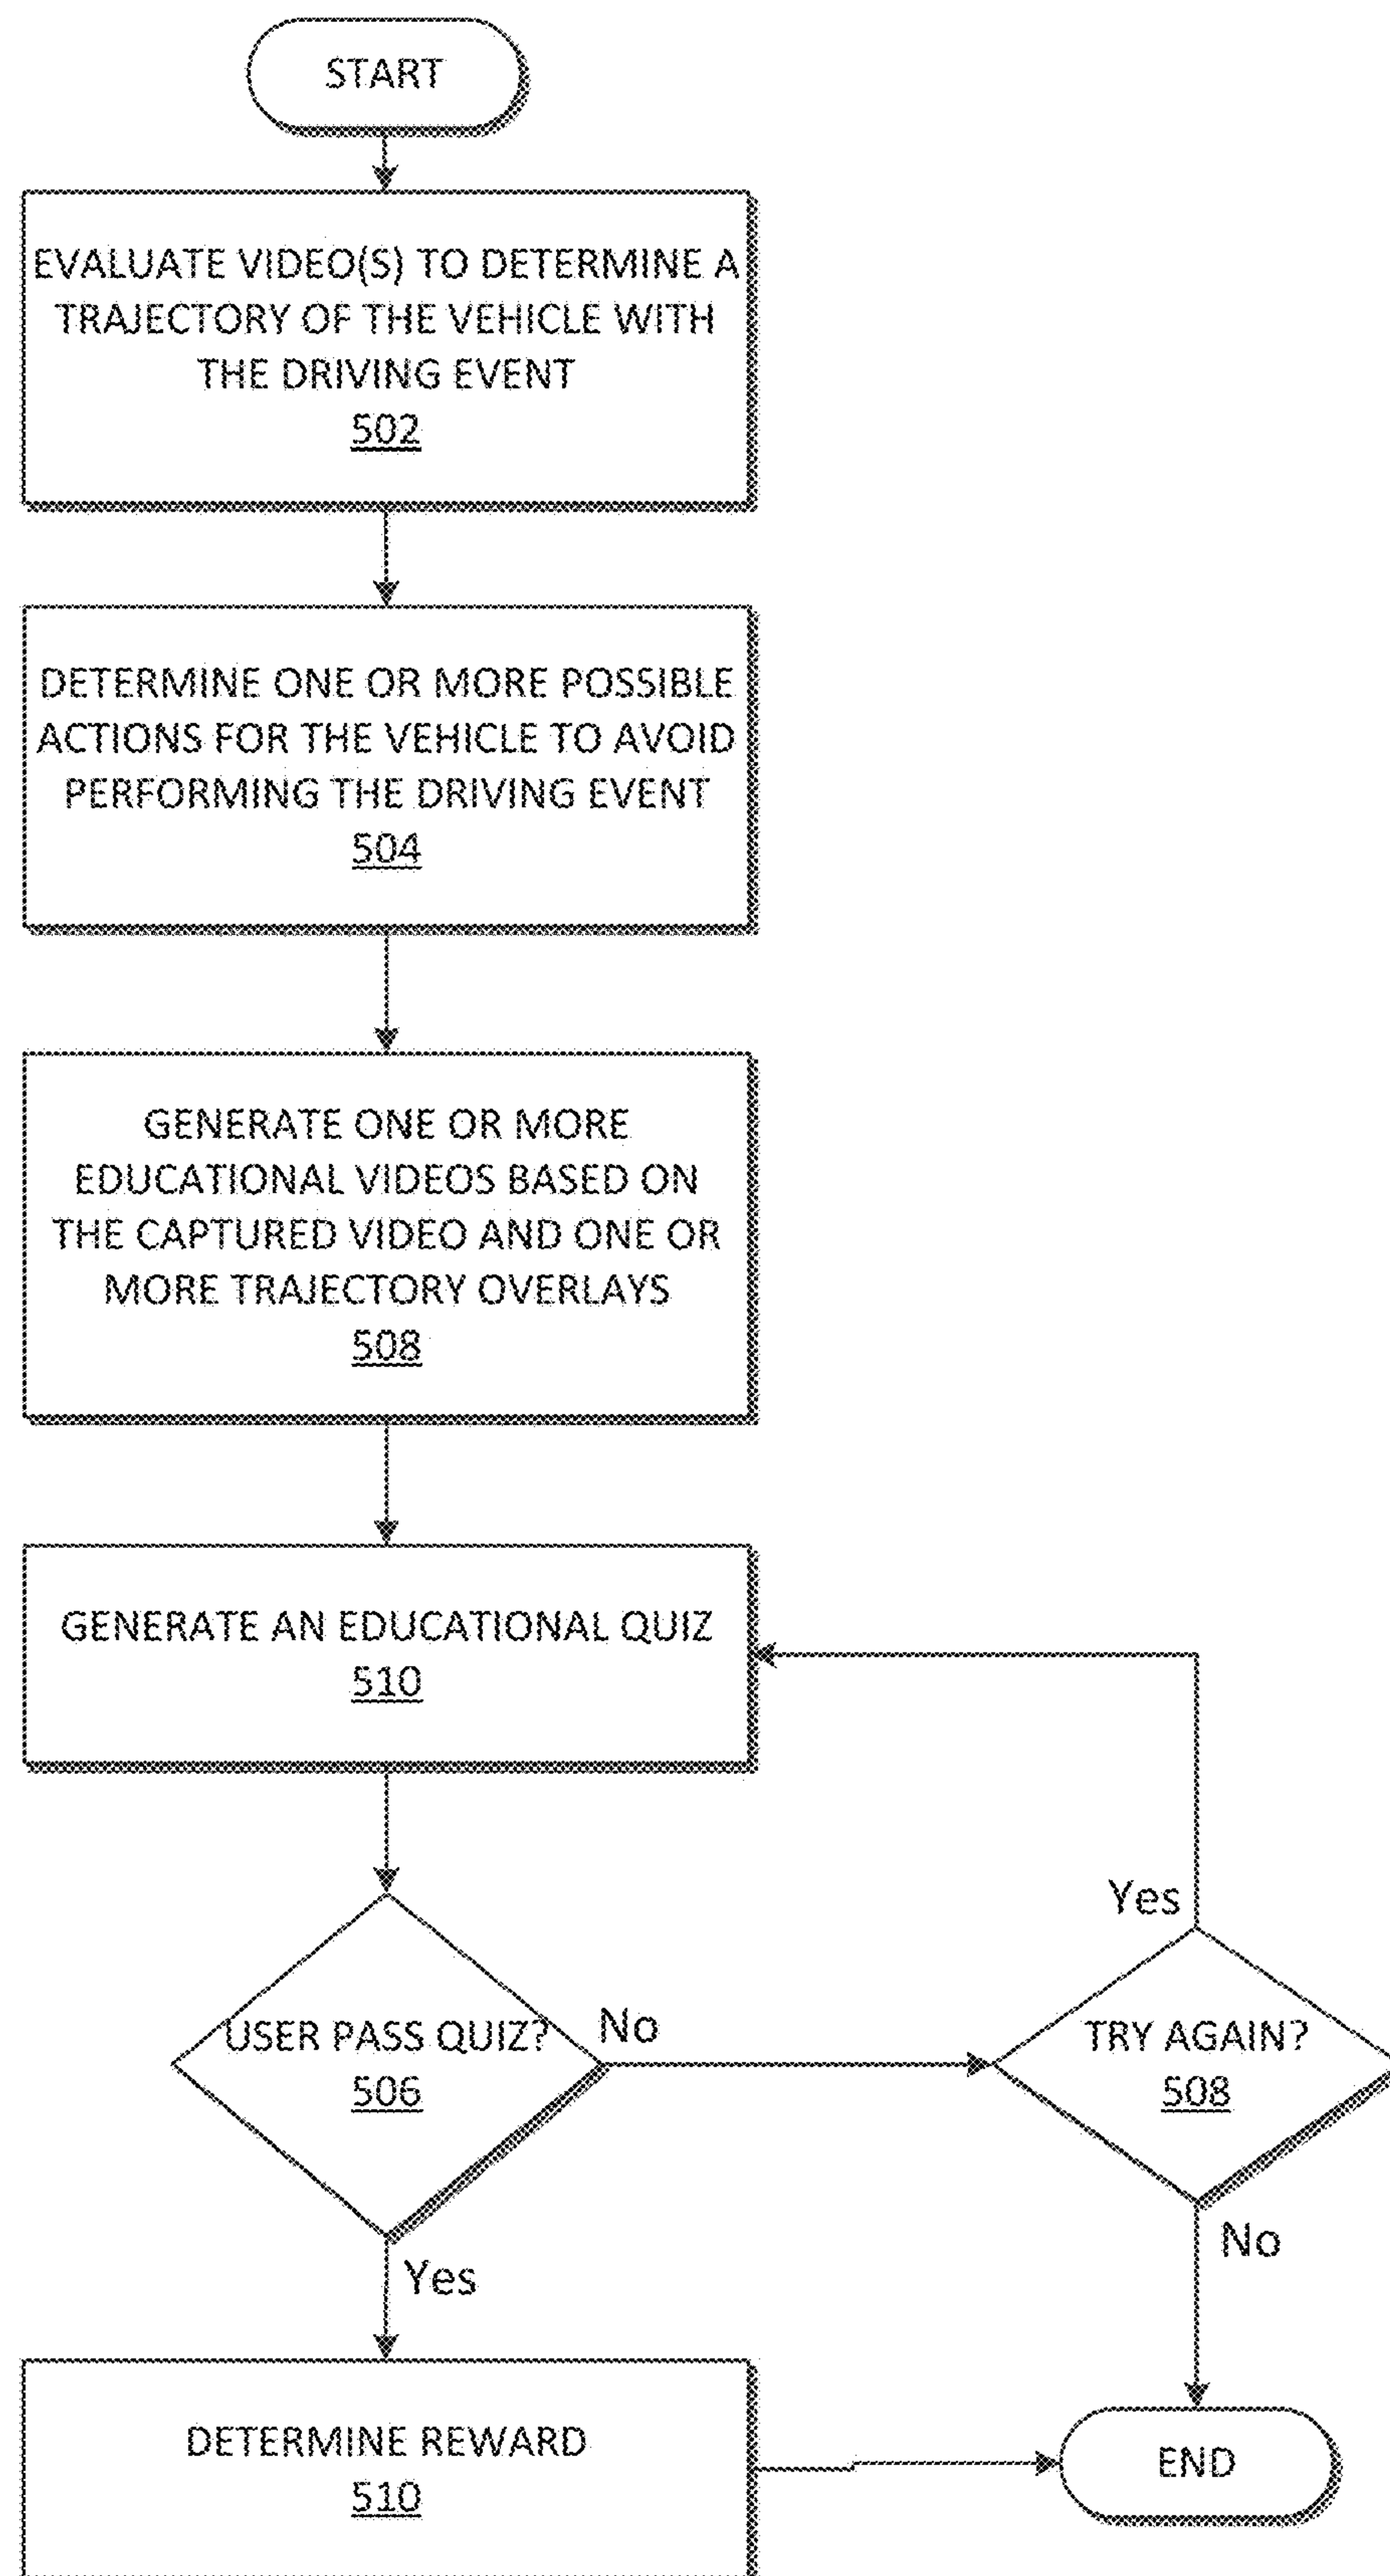 START
EVALUATE VIDEO(S) TO DETERMINE A
TRAJECTORY OF THE VEHICLE WITH
THE DRIVING EVENT
502
DETERMINE ONE OR MORE POSSIBLE
ACTIONS FOR THE VEHICLE TO AVOID
PERFORMING THE DRIVING EVENT
504
GENERATE ONE OR MORE
EDUCATIONAL VIDEOS BASED ON
THE CAPTURED VIDEO AND ONE OR
MORE TRAJECTORY OVERLAYS
508
GENERATE AN EDUCATIONAL QUIZ
510
USER PASS QUIZ?
506
No
Yes
TRY AGAIN?
508
Yes
No
DETERMINE REWARD
510
END